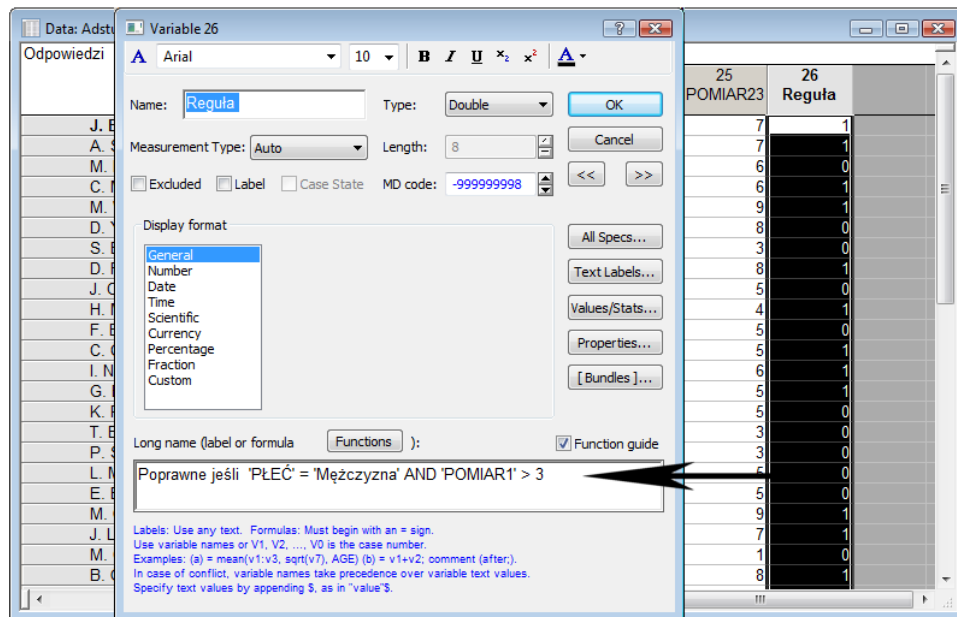 Data: Adstu
Variable 26
Odpowiedzi
A Arial 10 B I U x₂ x² A
Name: Reguła Type: Double OK
Measurement Type: Auto Length: 8 Cancel
Excluded Label Case State MD code: -999999998 << >>
Display format
General
Number
Date
Time
Scientific
Currency
Percentage
Fraction
Custom
All Specs...
Text Labels...
Values/Stats...
Properties...
[ Bundles ]...
Long name (label or formula Functions ): Function guide
Poprawne jeśli 'PŁEĆ' = 'Mężczyzna' AND 'POMIAR1' > 3
Labels: Use any text. Formulas: Must begin with an = sign.
Use variable names or V1, V2, ..., V0 is the case number.
Examples: (a) = mean(v1:v3, sqrt(v7), AGE) (b) = v1+v2; comment (after;).
In case of conflict, variable names take precedence over variable text values.
Specify text values by appending $, as in "value"$.
25 26
POMIAR23 Reguła
J. 7 1
A. 7 1
M. 6 0
C. 6 1
M. 9 1
D. 8 0
S. 3 0
D. 8 1
J. 5 0
H. 4 1
F. 5 0
C. 5 1
I. N 6 1
G. 5 1
K. 5 0
T. 3 0
P. 3 0
L. 5 0
E. 5 0
M. 9 1
J. L 7 1
M. 1 0
B. 8 1